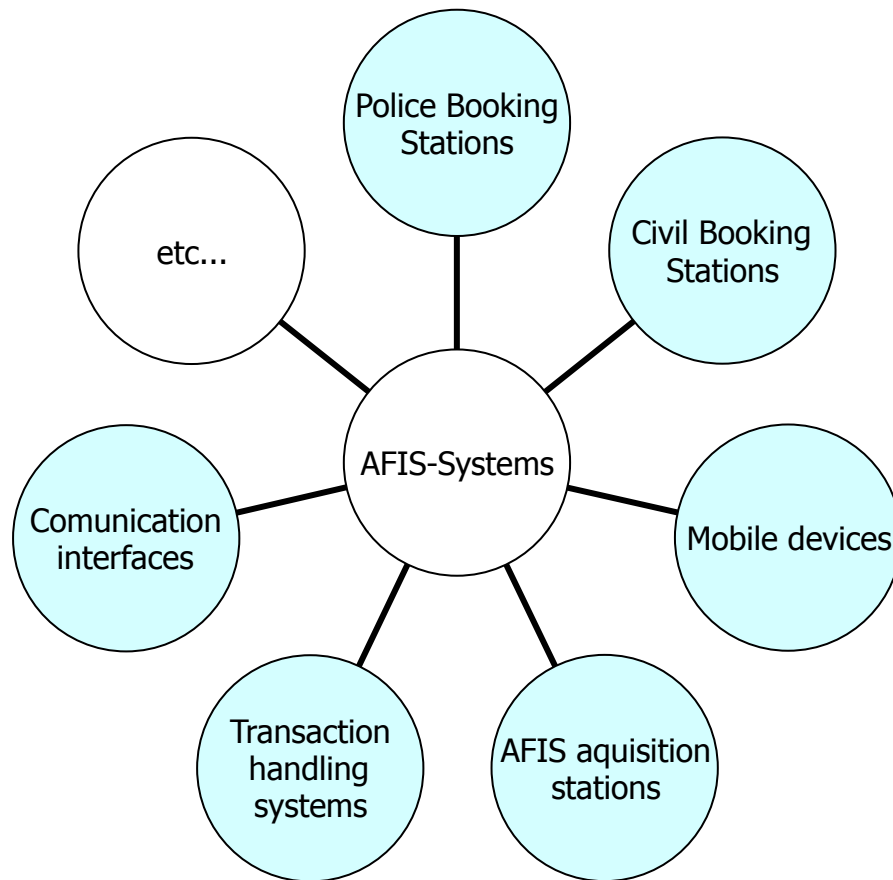 Police Booking
Stations
etc...
Civil Booking
Stations
AFIS-Systems
Comunication
interfaces
Mobile devices
Transaction
handling
systems
AFIS aquisition
stations